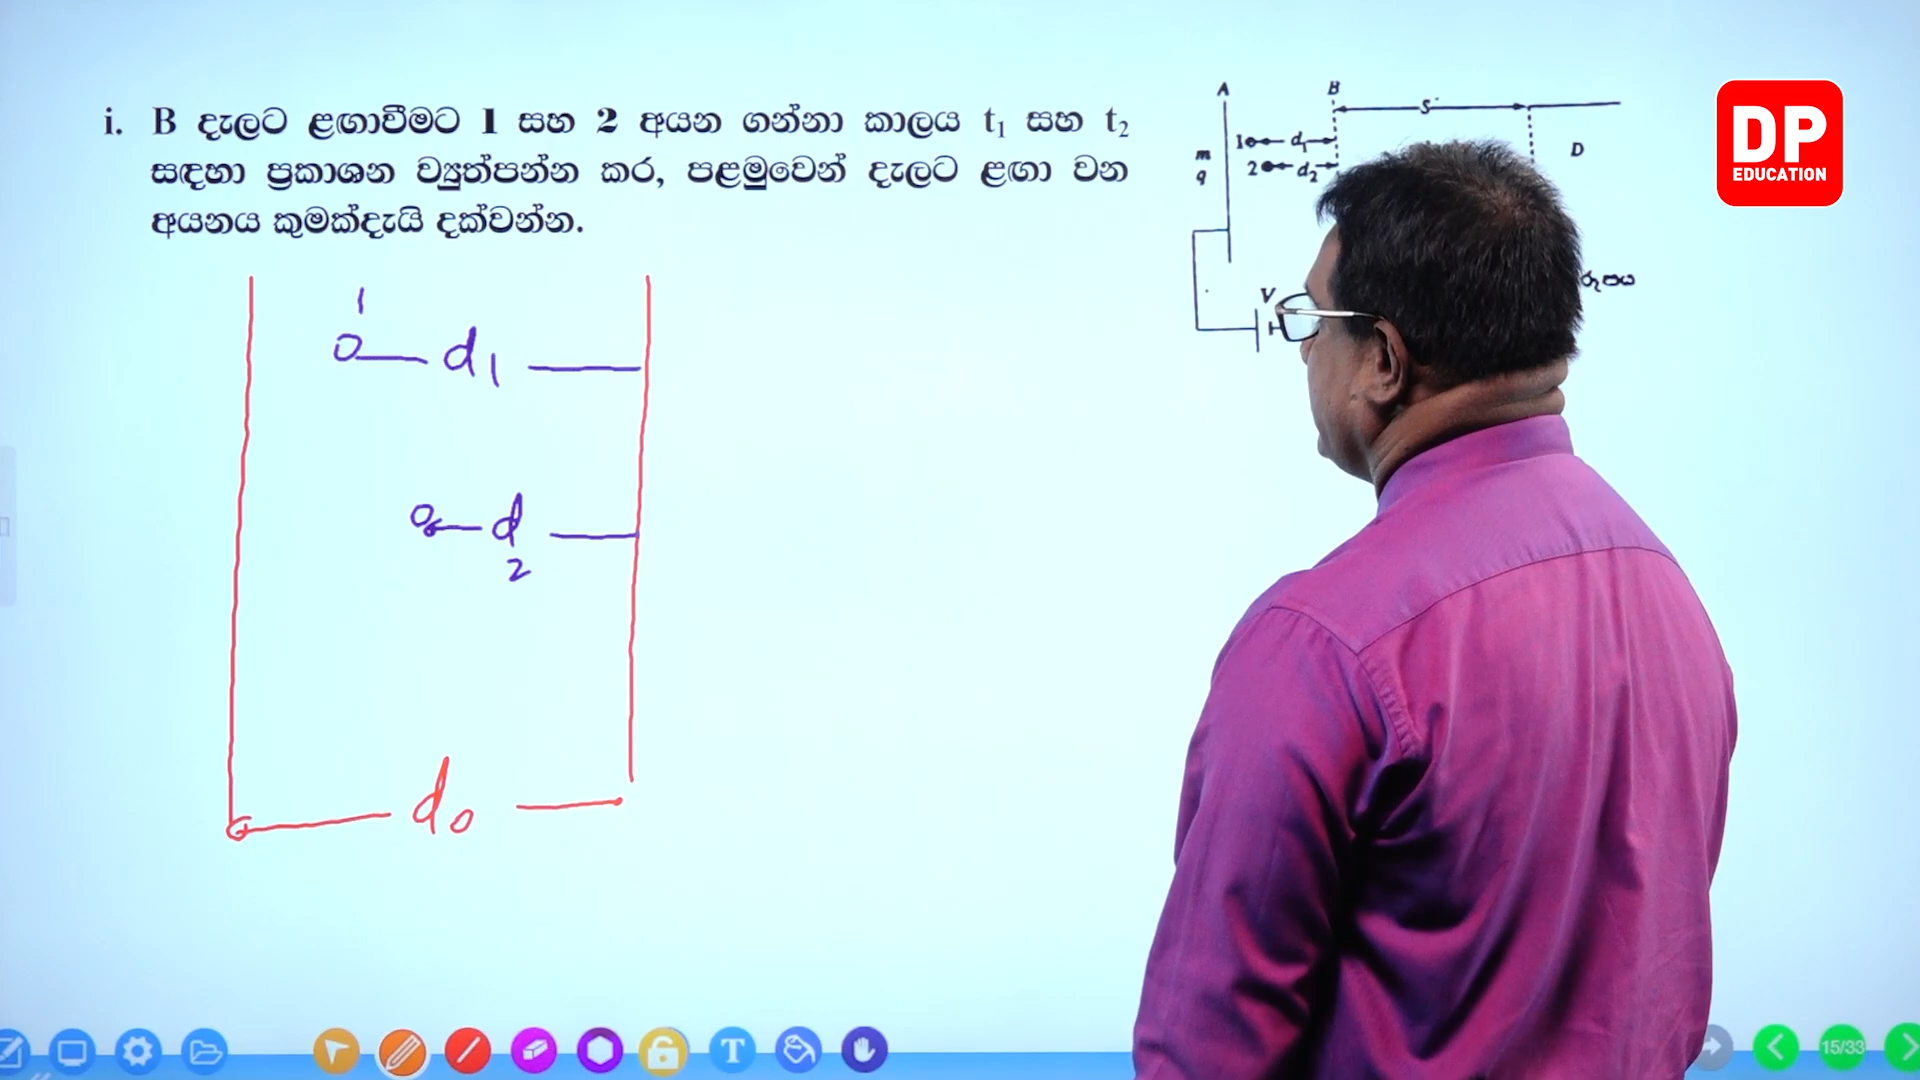 i. B දැලට ළඟාවීමට 1 සහ 2 අයන ගන්නා කාලය t₁ සහ t₂
සඳහා ප්‍රකාශන ව්‍යුත්පන්න කර, පළමුවෙන් දැලට ළඟා වන
අයනය කුමක්දැයි දක්වන්න.
A B
S
1 d₁
D
m
q
2 d₂
V
රූපය
DP
EDUCATION
1
d₁
d₂
d₀
T
15/33